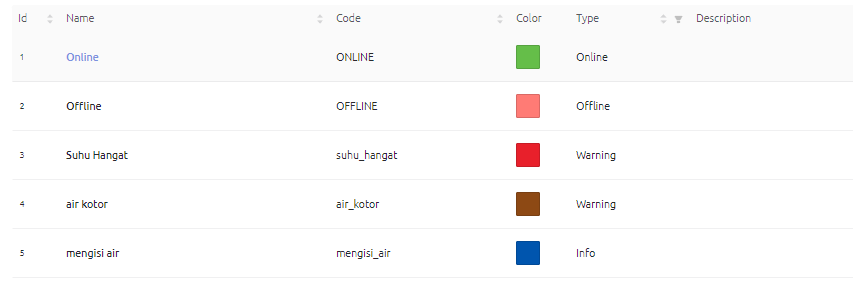 Id Name Code Color Type Description
1 Online ONLINE Online
2 Offline OFFLINE Offline
3 Suhu Hangat suhu_hangat Warning
4 air kotor air_kotor Warning
5 mengisi air mengisi_air Info